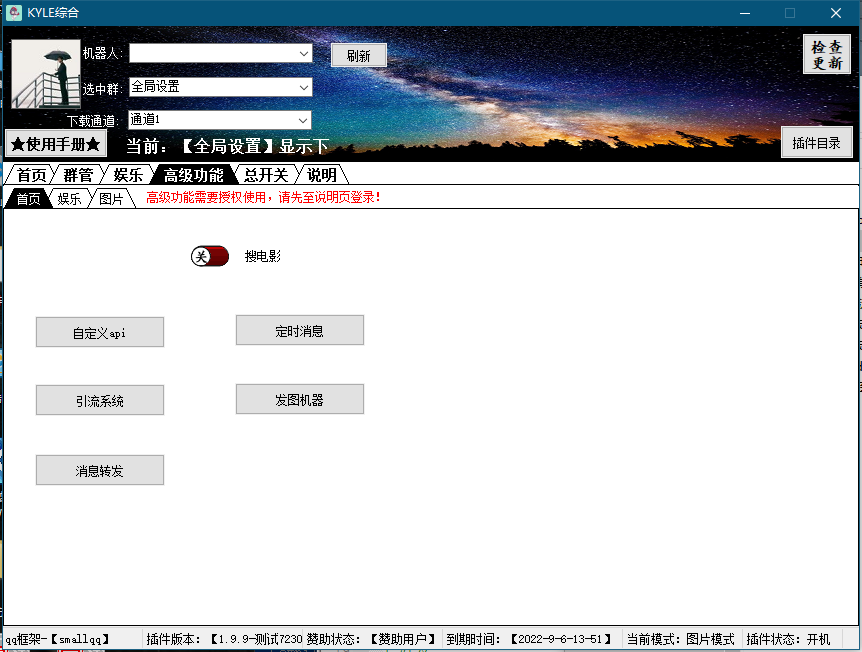 KYLE综合
机器人:
刷新
检查更新
选中群:
全局设置
下载通道:
通道1
★使用手册★
当前：【全局设置】显示下
插件目录
首页 群管 娱乐 高级功能 总开关 说明
首页 娱乐 图片 高级功能需要授权使用，请先至说明页登录！
关 搜电影
自定义api 定时消息
引流系统 发图机器
消息转发
qq框架-【smallqq】 插件版本：【1.9.9-测试7230 赞助状态：【赞助用户】 到期时间：【2022-9-6-13-51】 当前模式：图片模式 插件状态：开机